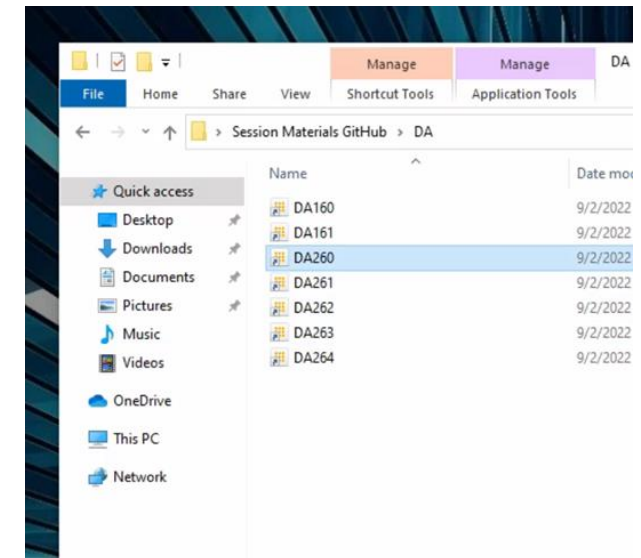 Manage Manage DA
File Home Share View Shortcut Tools Application Tools
Session Materials GitHub > DA
Name Date mod
Quick access
Desktop
Downloads
Documents
Pictures
Music
Videos
OneDrive
This PC
Network
DA160 9/2/2022
DA161 9/2/2022
DA260 9/2/2022
DA261 9/2/2022
DA262 9/2/2022
DA263 9/2/2022
DA264 9/2/2022